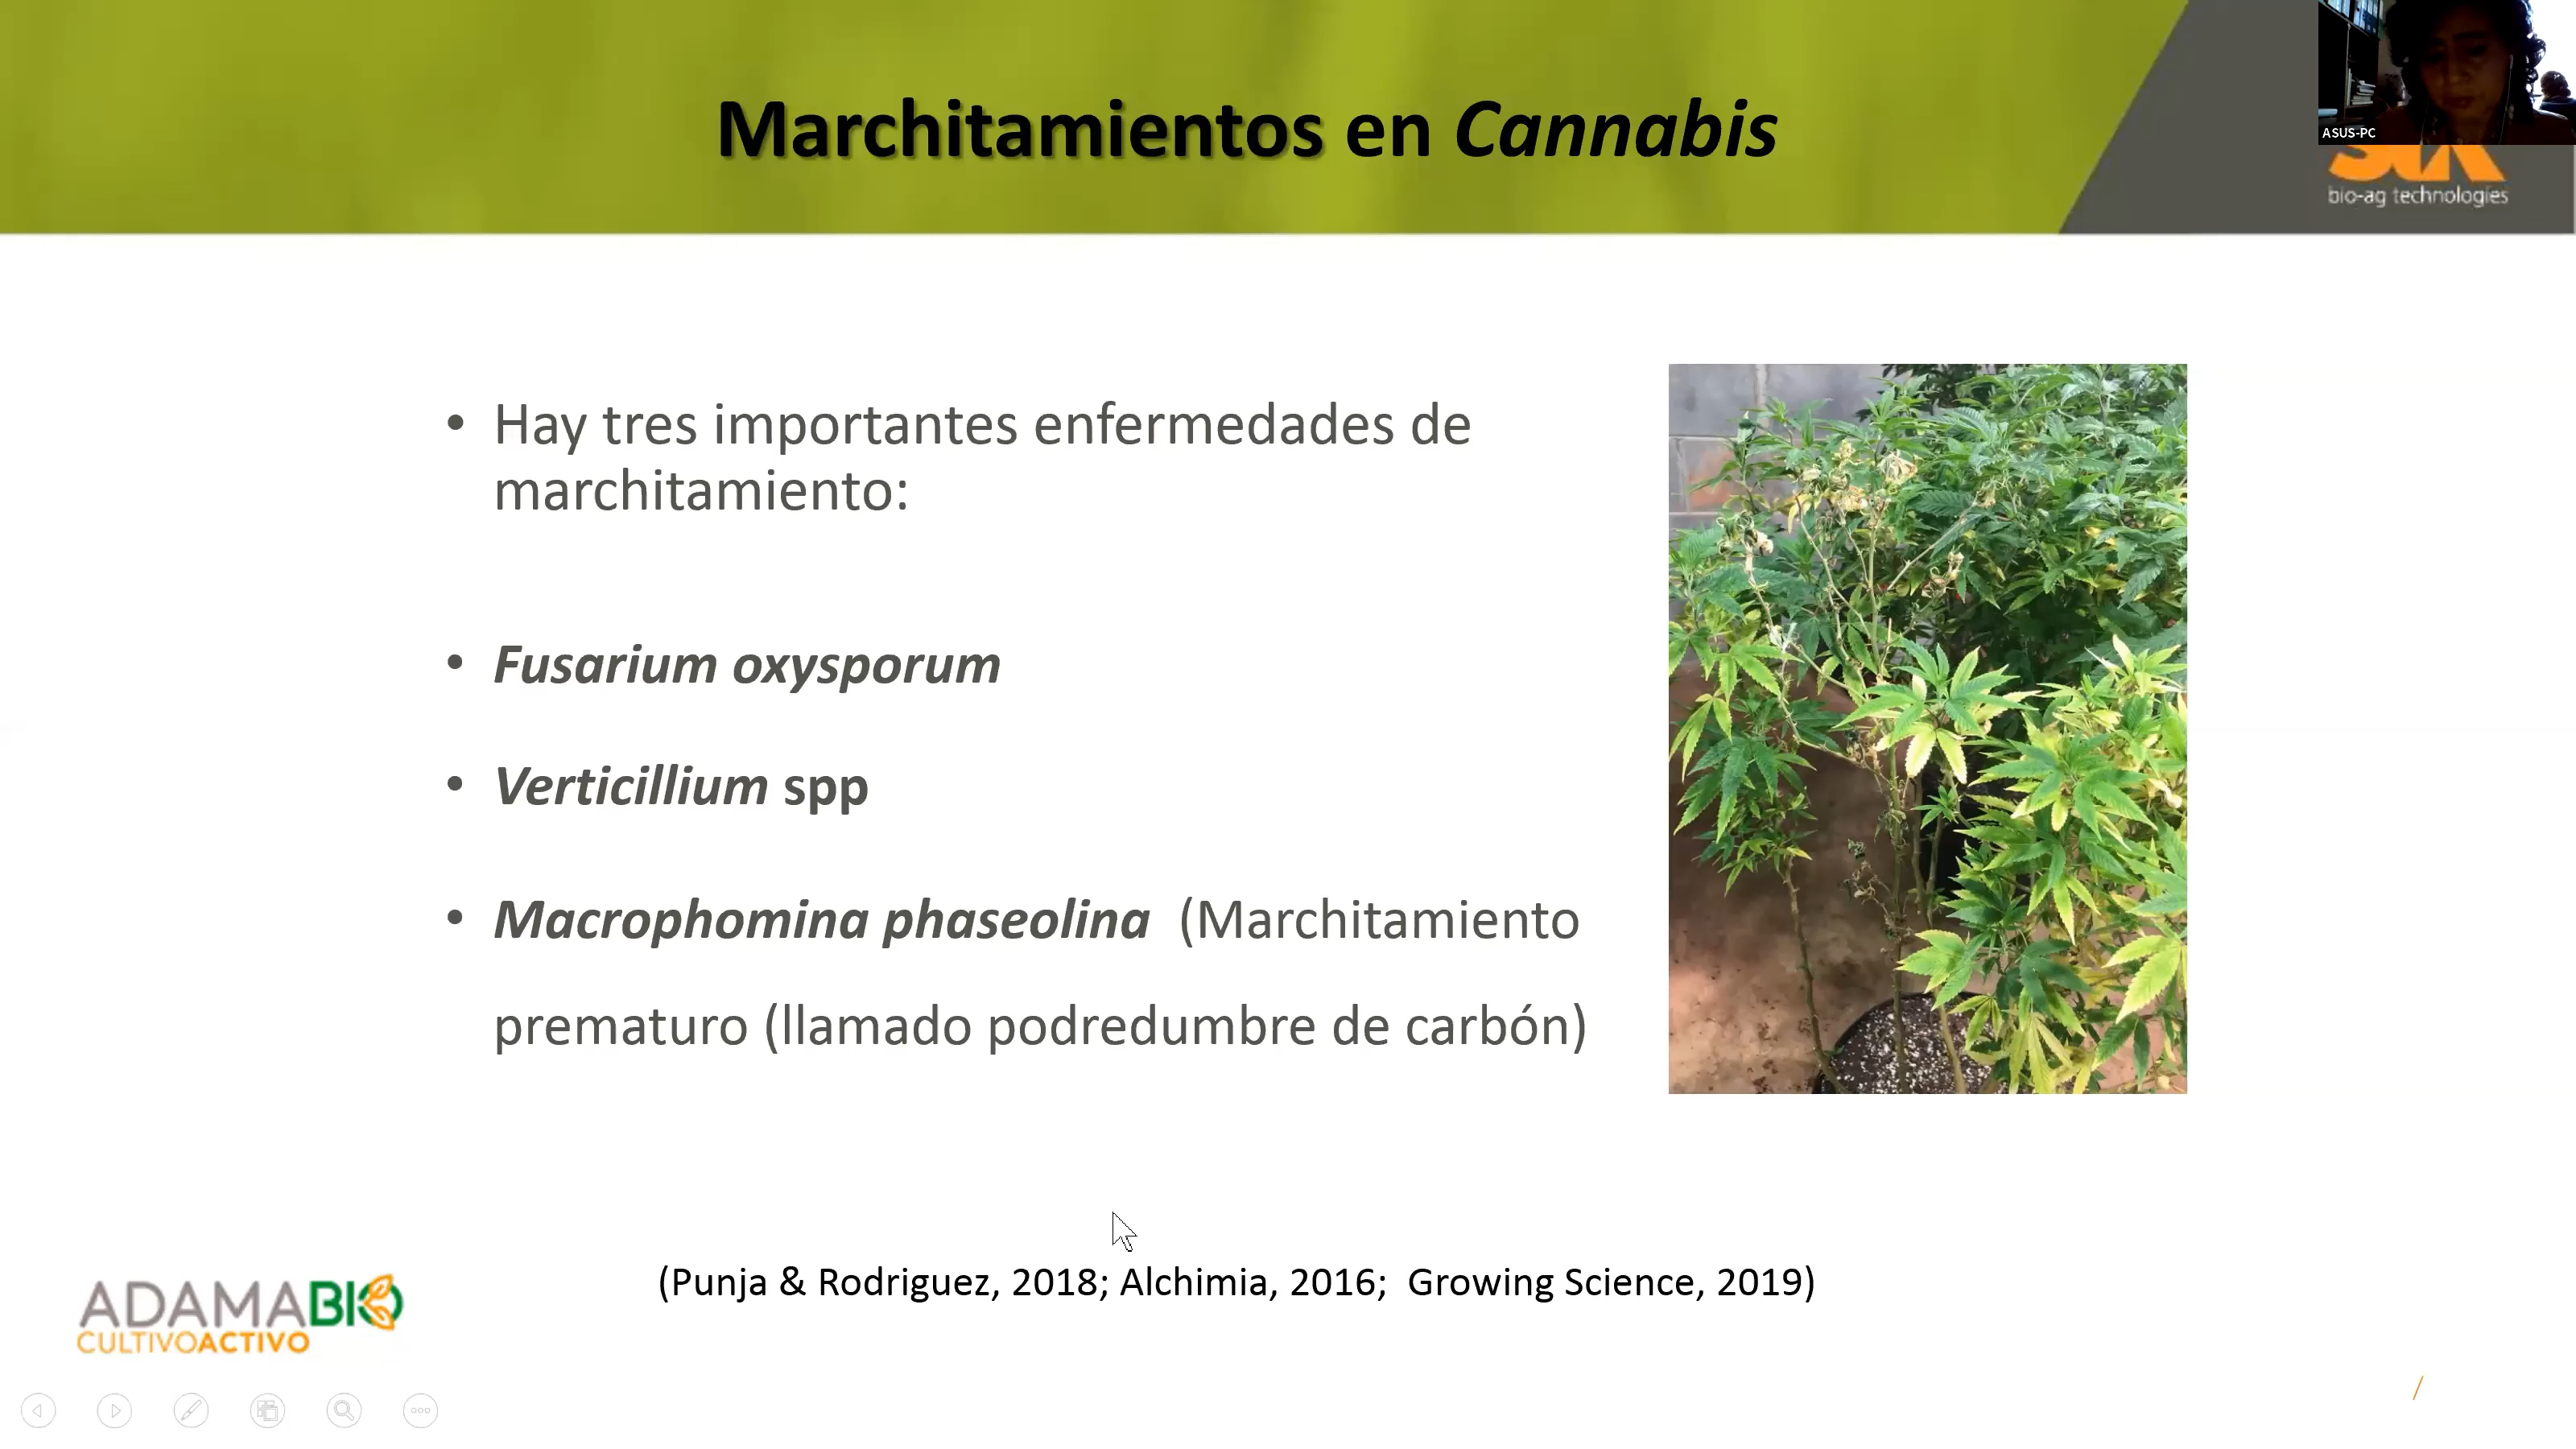 Marchitamientos en Cannabis
ASUS-PC
bio-ag technologies
• Hay tres importantes enfermedades de
marchitamiento:
• Fusarium oxysporum
• Verticillium spp
• Macrophomina phaseolina (Marchitamiento
prematuro (llamado podredumbre de carbón)
(Punja & Rodriguez, 2018; Alchimia, 2016; Growing Science, 2019)
ADAMABIO
CULTIVOACTIVO
/